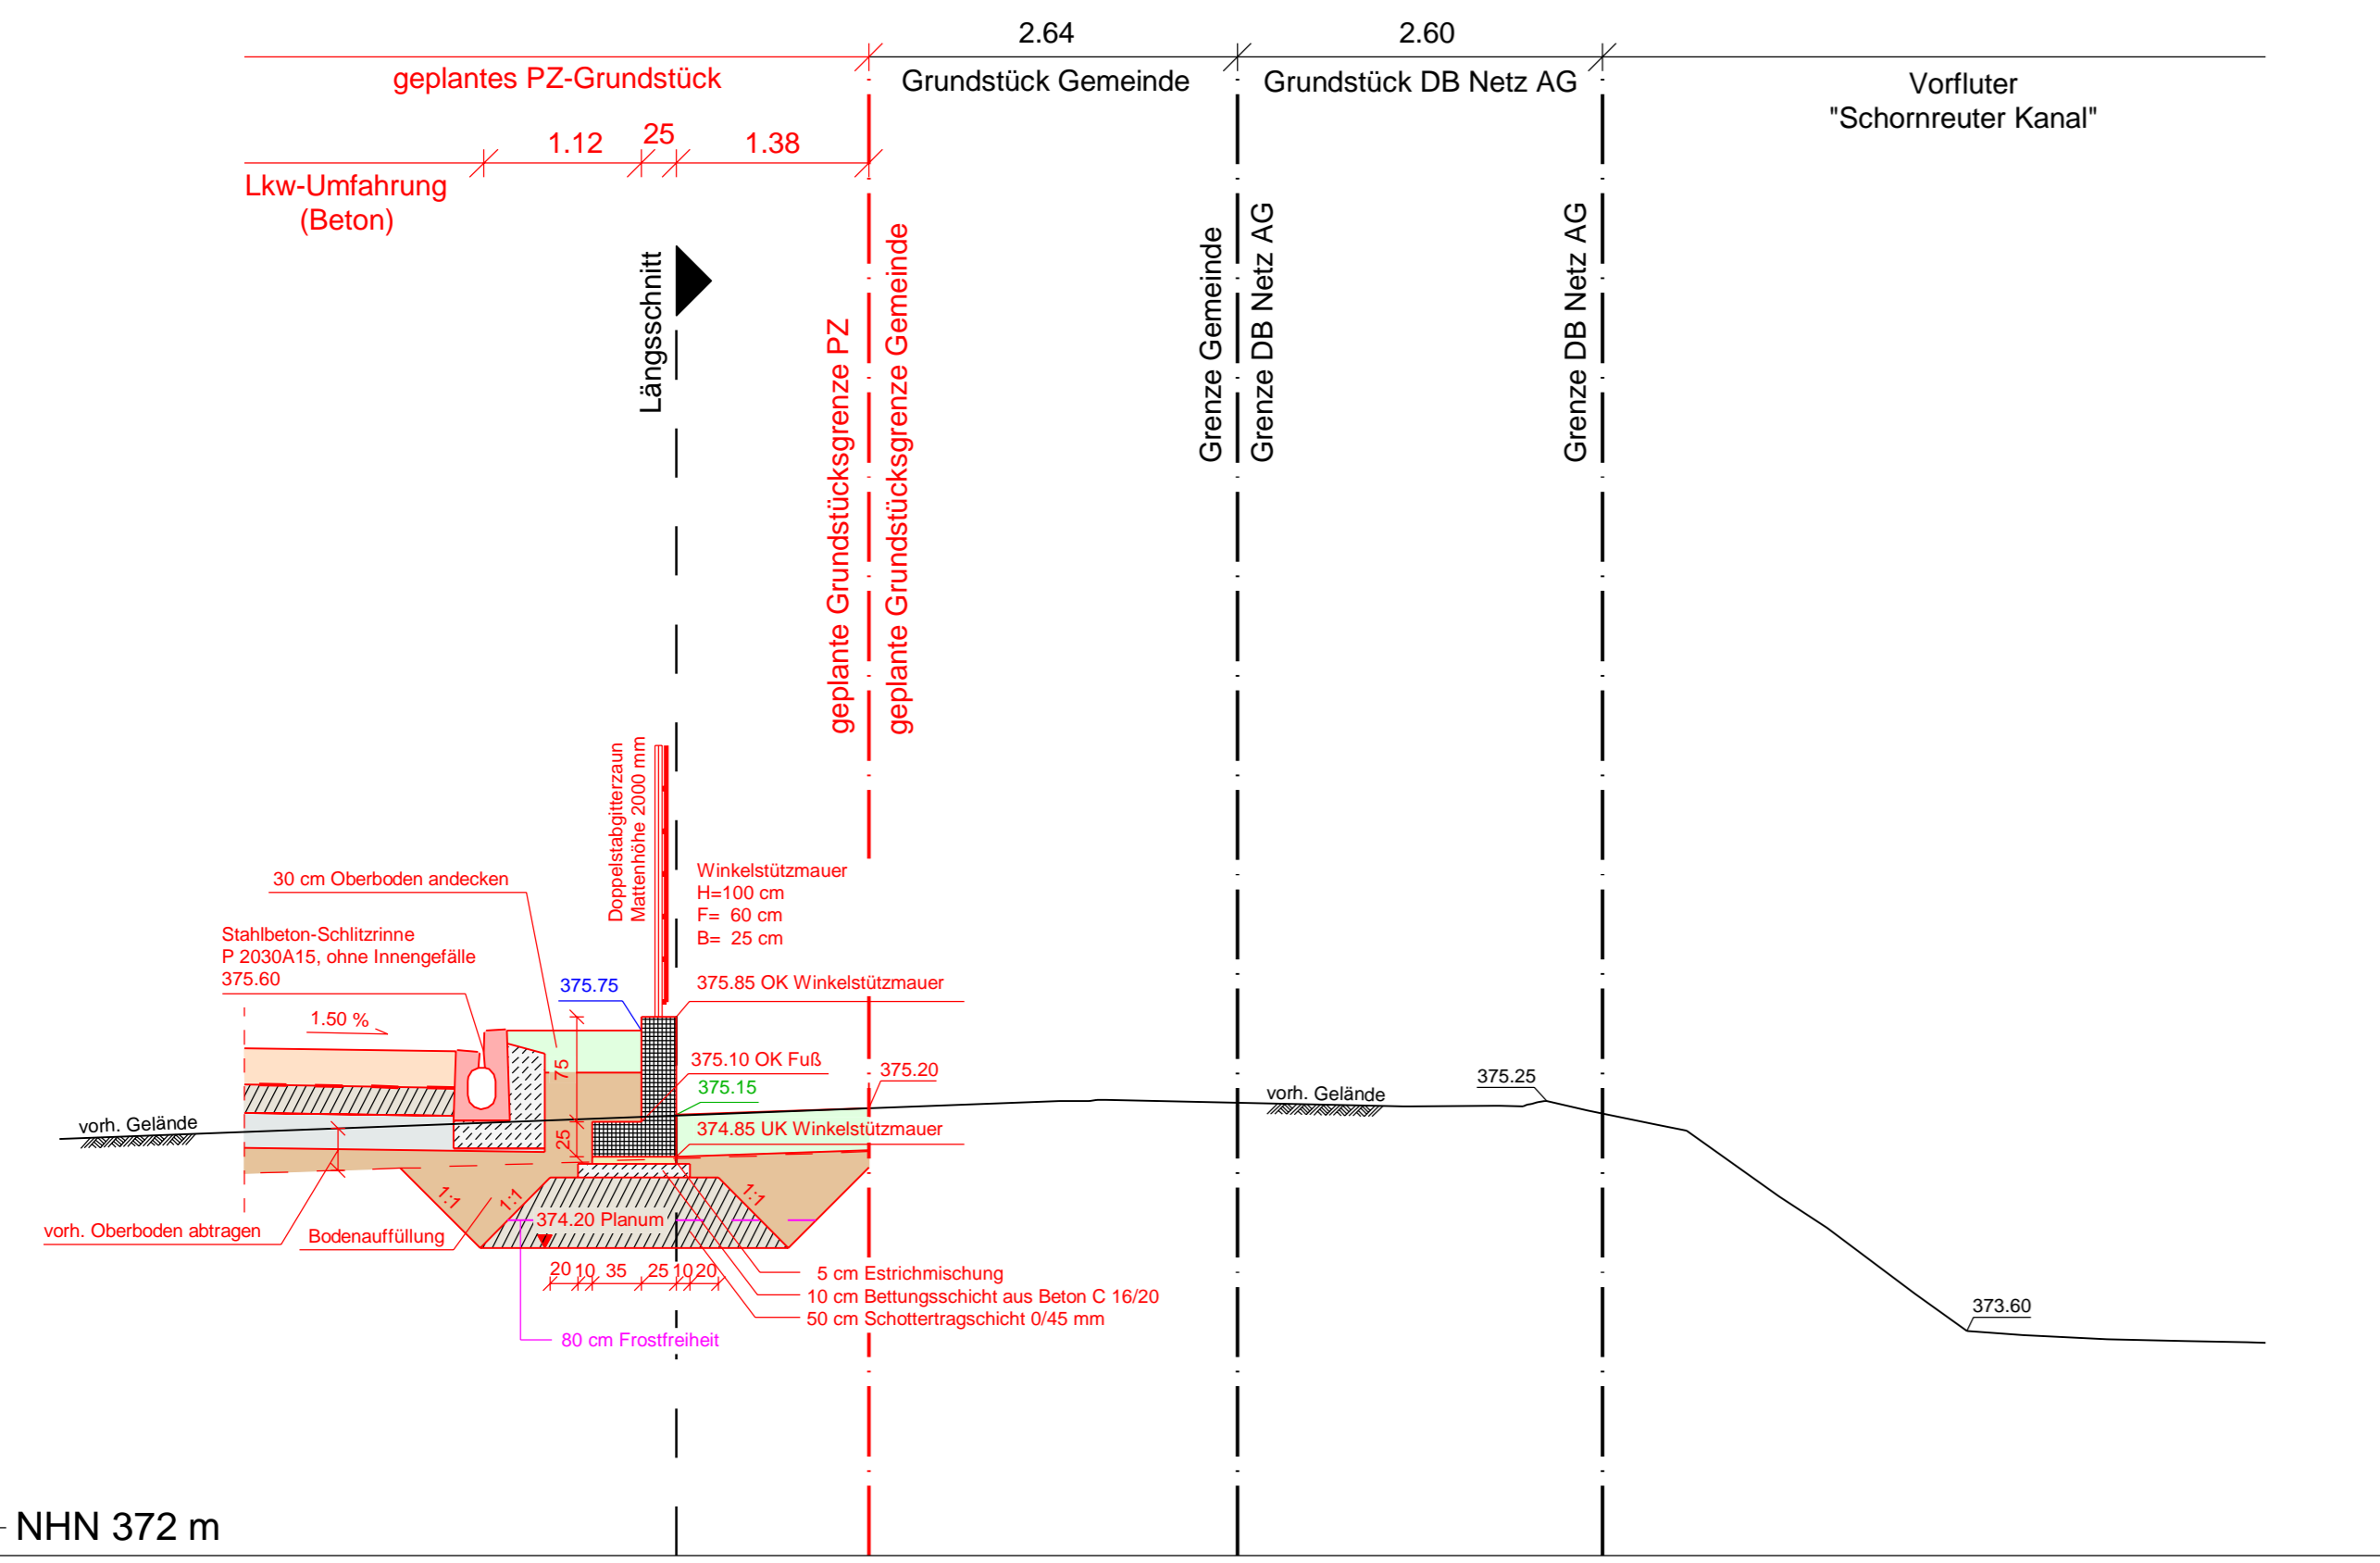 2.64
2.60
geplantes PZ-Grundstück
Grundstück Gemeinde
Grundstück DB Netz AG
Vorfluter
"Schornreuter Kanal"
1.12
25
1.38
Lkw-Umfahrung
(Beton)
Längsschnitt
geplante Grundstücksgrenze PZ
geplante Grundstücksgrenze Gemeinde
Grenze Gemeinde
Grenze DB Netz AG
Grenze DB Netz AG
Doppelstabgitterzaun
Mattenhöhe 2000 mm
Winkelstützmauer
H=100 cm
F= 60 cm
B= 25 cm
30 cm Oberboden andecken
Stahlbeton-Schlitzrinne
P 2030A15, ohne Innengefälle
375.60
375.75
375.85 OK Winkelstützmauer
1.50 %
75
375.10 OK Fuß
375.15
375.20
375.25
vorh. Gelände
vorh. Gelände
25
374.85 UK Winkelstützmauer
1:1
1:1
1:1
374.20 Planum
vorh. Oberboden abtragen
Bodenauffüllung
20
10
35
25
10
20
5 cm Estrichmischung
10 cm Bettungsschicht aus Beton C 16/20
50 cm Schottertragschicht 0/45 mm
80 cm Frostfreiheit
373.60
NHN 372 m